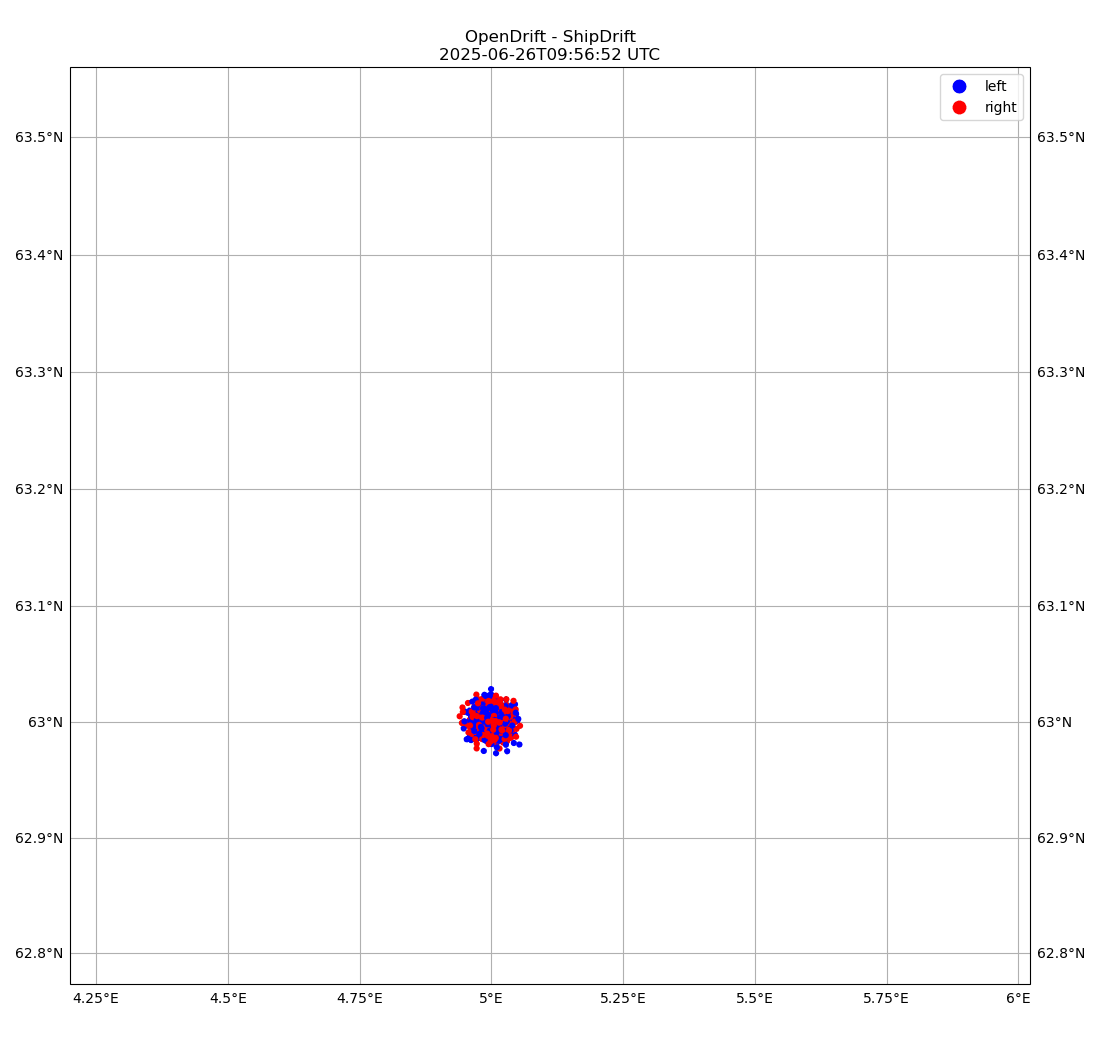 OpenDrift - ShipDrift
2025-06-26T09:56:52 UTC
left
right
63.5°N 63.5°N
63.4°N 63.4°N
63.3°N 63.3°N
63.2°N 63.2°N
63.1°N 63.1°N
63°N 63°N
62.9°N 62.9°N
62.8°N 62.8°N
4.25°E 4.5°E 4.75°E 5°E 5.25°E 5.5°E 5.75°E 6°E